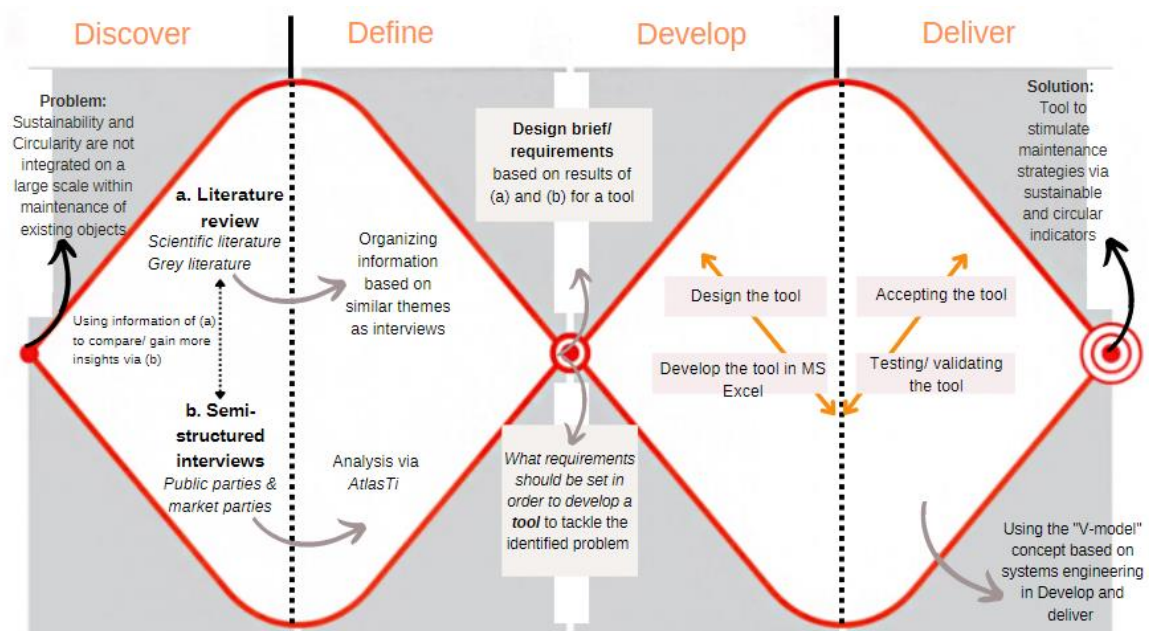 Discover
Define
Develop
Deliver
Problem:
Sustainability and
Circularity are not
integrated on a
large scale within
maintenance of
existing objects
a. Literature
review
Scientific literature
Grey literature
Using information of (a)
to compare/ gain more
insights via (b)
b. Semi-
structured
interviews
Public parties &
market parties
Organizing
information
based on
similar themes
as interviews
Analysis via
AtlasTi
Design brief/
requirements
based on results of
(a) and (b) for a tool
What requirements
should be set in
order to develop a
tool to tackle the
identified problem
Design the tool
Develop the tool in MS
Excel
Accepting the tool
Testing/ validating
the tool
Solution:
Tool to
stimulate
maintenance
strategies via
sustainable
and circular
indicators
Using the "V-model"
concept based on
systems engineering
in Develop and
deliver